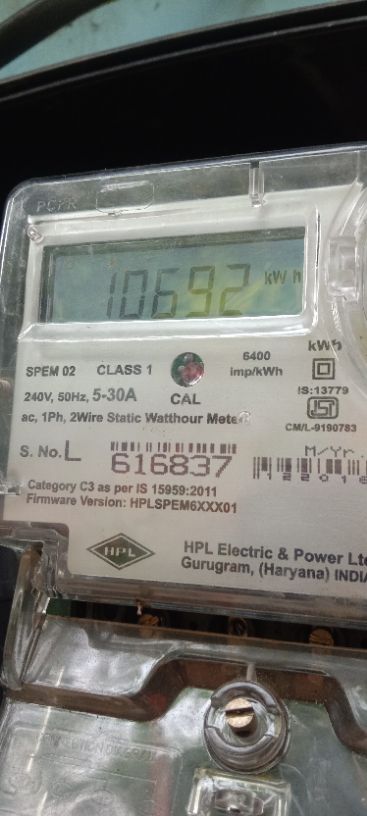 PCPR
10692 kWh
kWh
SPEM 02 CLASS 1 6400 imp/kWh
240V, 50Hz, 5-30A CAL
IS:13779
ISI
ac, 1Ph, 2Wire Static Watthour Meter
CM/L-9190783
S. No. L 616837
M/Yr.
Category C3 as per IS 15959:2011
Firmware Version: HPLSPEM6XXX01
HPL
HPL Electric & Power Ltd
Gurugram, (Haryana) INDIA